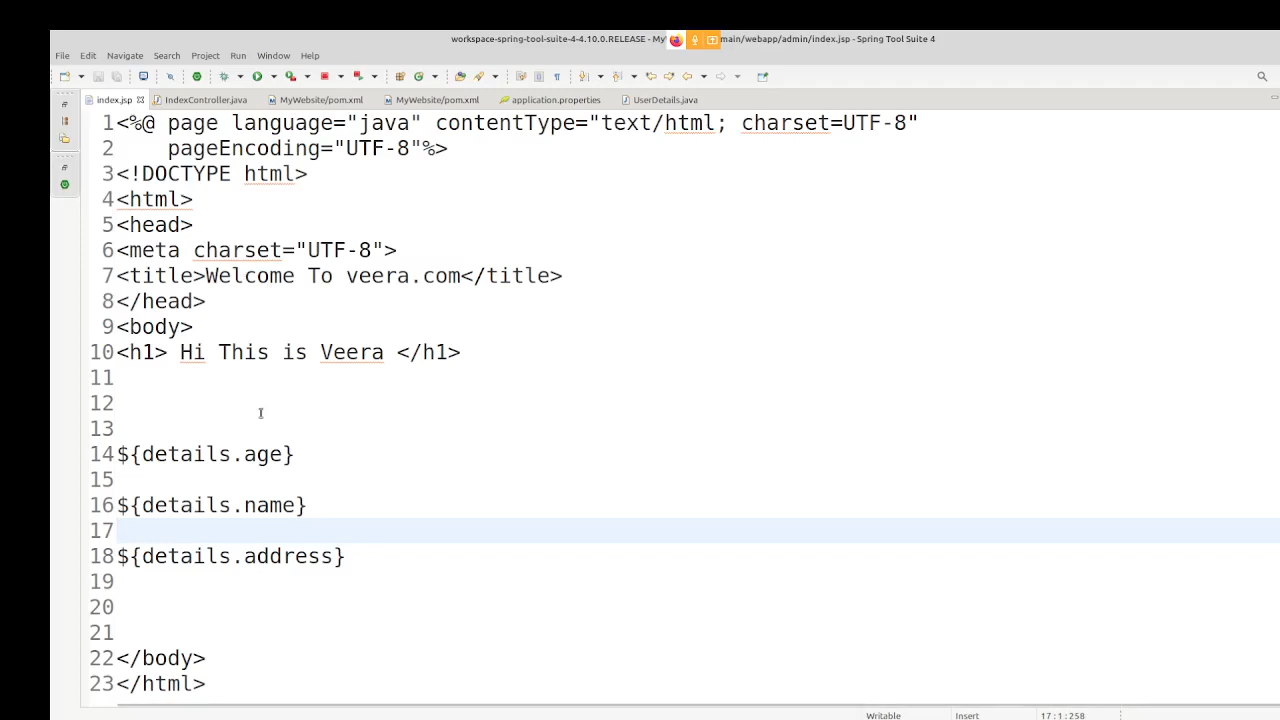 workspace-spring-tool-suite-4-4.10.0.RELEASE - My main/webapp/admin/index.jsp - Spring Tool Suite 4
File Edit Navigate Search Project Run Window Help
index.jsp IndexController.java MyWebsite/pom.xml MyWebsite/pom.xml application.properties UserDetails.java
1 <%@ page language="java" contentType="text/html; charset=UTF-8"
2     pageEncoding="UTF-8"%>
3 <!DOCTYPE html>
4 <html>
5 <head>
6 <meta charset="UTF-8">
7 <title>Welcome To veera.com</title>
8 </head>
9 <body>
10 <h1> Hi This is Veera </h1>
11
12
13
14 ${details.age}
15
16 ${details.name}
17
18 ${details.address}
19
20
21
22 </body>
23 </html>
Writable Insert 17:1:258